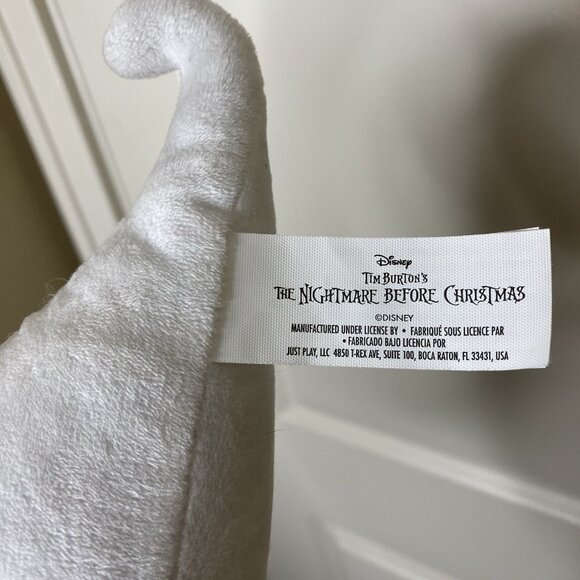 Disney
TIM BURTON'S
THE NIGHTMARE BEFORE CHRISTMAS
©DISNEY
MANUFACTURED UNDER LICENSE BY • FABRIQUÉ SOUS LICENCE PAR
• FABRICADO BAJO LICENCIA POR
JUST PLAY, LLC 4850 T-REX AVE, SUITE 100, BOCA RATON, FL 33431, USA